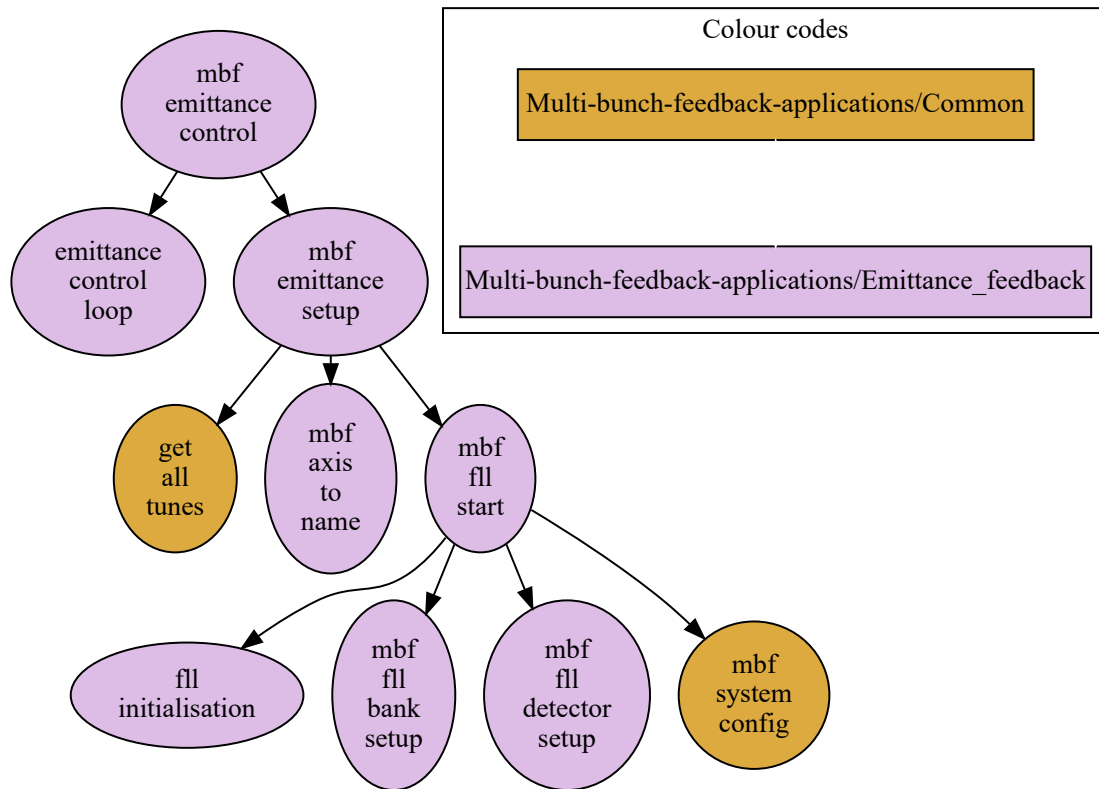 mbf
emittance
control
Colour codes
Multi-bunch-feedback-applications/Common
Multi-bunch-feedback-applications/Emittance_feedback
emittance
control
loop
mbf
emittance
setup
get
all
tunes
mbf
axis
to
name
mbf
fll
start
fll
initialisation
mbf
fll
bank
setup
mbf
fll
detector
setup
mbf
system
config